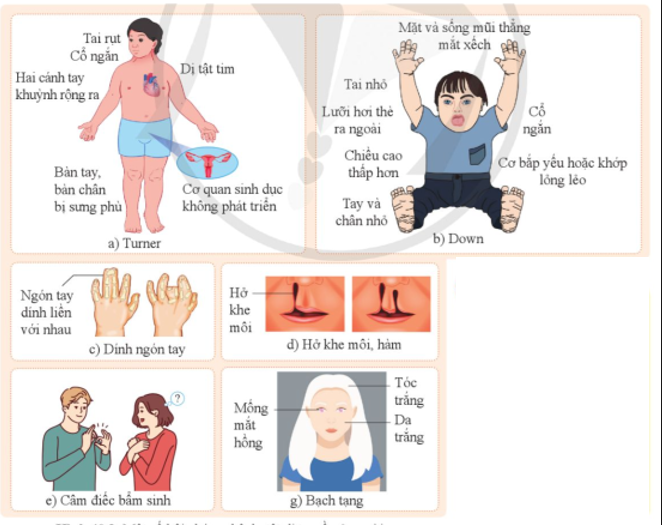 Tai rụt
Cổ ngắn
Hai cánh tay
khuỳnh rộng ra
Dị tật tim
Bàn tay,
bàn chân
bị sưng phù
Cơ quan sinh dục
không phát triển
a) Turner
Mặt và sống mũi thẳng
mắt xếch
Tai nhỏ
Lưỡi hơi thè
ra ngoài
Cổ
ngắn
Chiều cao
thấp hơn
Cơ bắp yếu hoặc khớp
lỏng lẻo
Tay và
chân nhỏ
b) Down
Ngón tay
dính liền
với nhau
c) Dính ngón tay
Hở
khe
môi
d) Hở khe môi, hàm
?
e) Câm điếc bẩm sinh
Mống
mắt
hồng
Tóc
trắng
Da
trắng
g) Bạch tạng